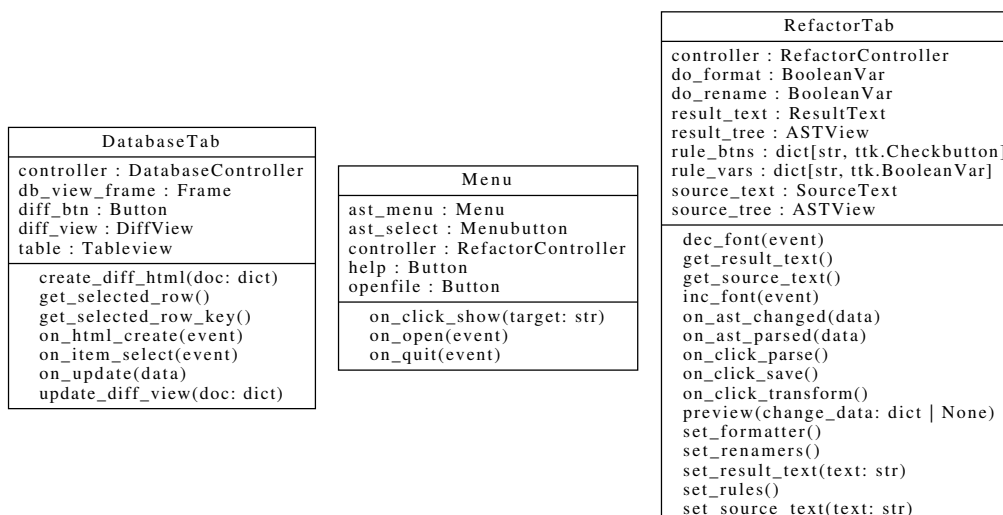 DatabaseTab
controller : DatabaseController
db_view_frame : Frame
diff_btn : Button
diff_view : DiffView
table : Tableview
create_diff_html(doc: dict)
get_selected_row()
get_selected_row_key()
on_html_create(event)
on_item_select(event)
on_update(data)
update_diff_view(doc: dict)
Menu
ast_menu : Menu
ast_select : Menubutton
controller : RefactorController
help : Button
openfile : Button
on_click_show(target: str)
on_open(event)
on_quit(event)
RefactorTab
controller : RefactorController
do_format : BooleanVar
do_rename : BooleanVar
result_text : ResultText
result_tree : ASTView
rule_btns : dict[str, ttk.Checkbutton]
rule_vars : dict[str, ttk.BooleanVar]
source_text : SourceText
source_tree : ASTView
dec_font(event)
get_result_text()
get_source_text()
inc_font(event)
on_ast_changed(data)
on_ast_parsed(data)
on_click_parse()
on_click_save()
on_click_transform()
preview(change_data: dict | None)
set_formatter()
set_renamers()
set_result_text(text: str)
set_rules()
set_source_text(text: str)